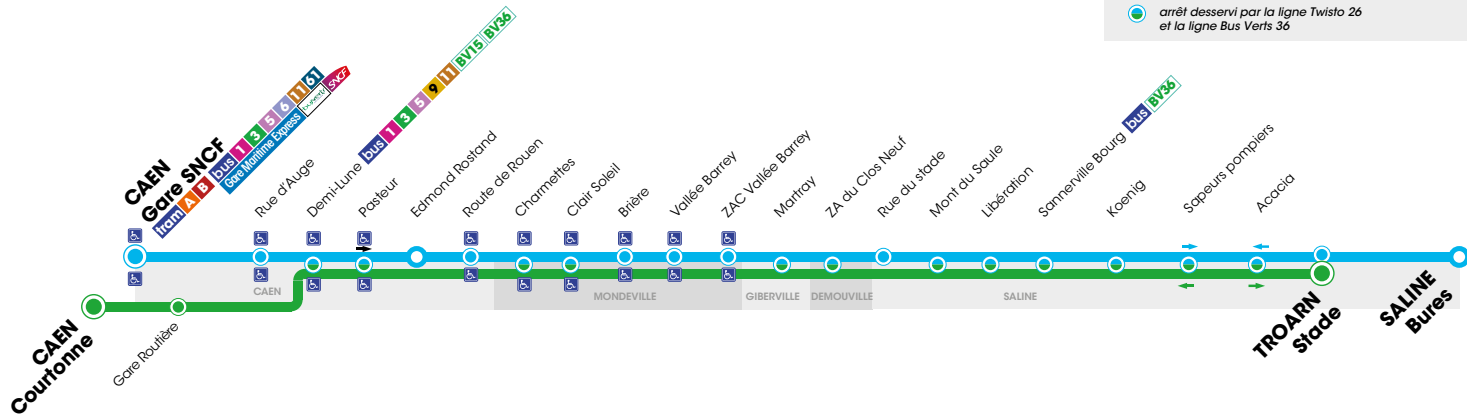 arrêt desservi par la ligne Twisto 26
et la ligne Bus Verts 36
CAEN
Gare SNCF
tram A B bus 1 3 5 6 11 61
Gare Maritime Express
SNCF
Rue d'Auge
Demi-Lune bus 1 3 5 9 11 BV15 BV36
Pasteur
Edmond Rostand
Route de Rouen
Charmettes
Clair Soleil
Brière
Vallée Barrey
ZAC Vallée Barrey
Martray
ZA du Clos Neuf
Rue du stade
Mont du Saule
Libération
Sannerville Bourg bus BV36
Koenig
Sapeurs pompiers
Acacia
CAEN
MONDEVILLE
GIBERVILLE
DEMOUVILLE
SALINE
CAEN
Courtonne
Gare Routière
TROARN
Stade
SALINE
Bures